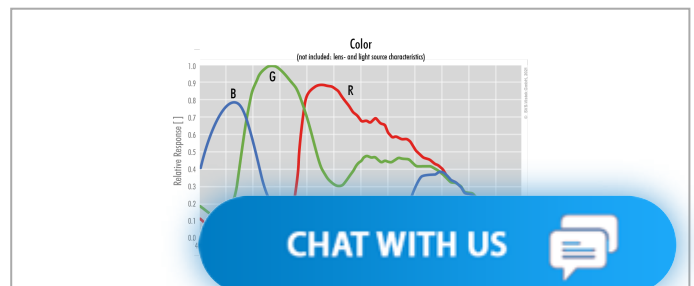 Color
(not included: lens- and light source characteristics)
1.0
0.9
0.8
0.7
0.6
0.5
0.4
0.3
0.2
0.1
0.0
Relative Response [ ]
B
G
R
CHAT WITH US